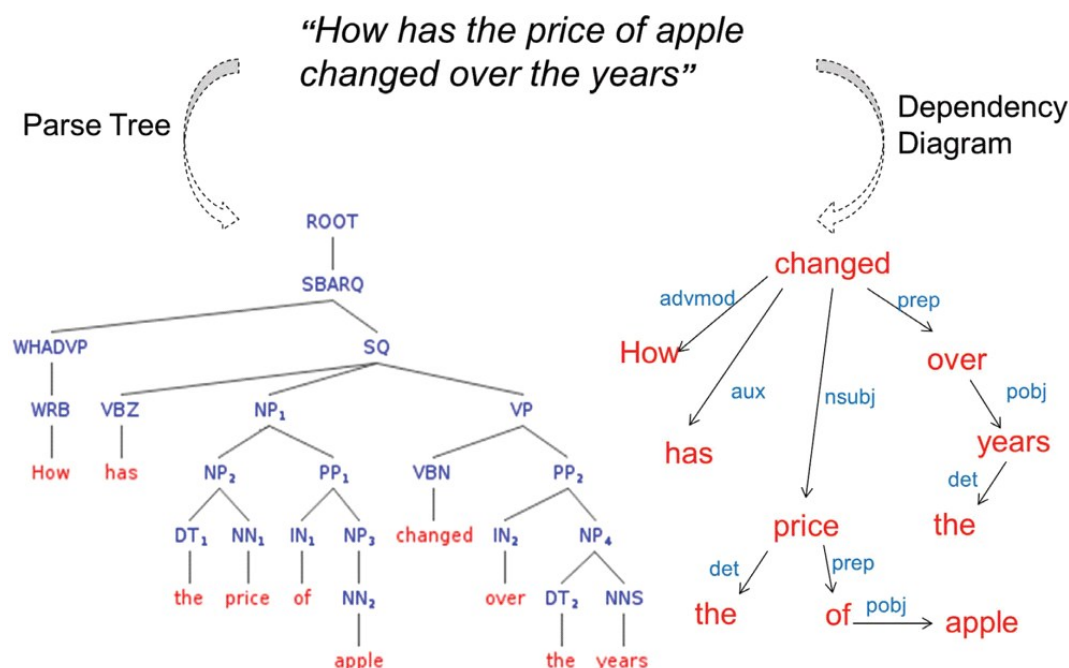 “How has the price of apple
changed over the years”
Parse Tree
Dependency
Diagram
ROOT
SBARQ
WHADVP SQ
WRB VBZ NP₁ VP
How has NP₂ PP₁ VBN PP₂
DT₁ NN₁ IN₁ NP₃ changed IN₂ NP₄
the price of NN₂ over DT₂ NNS
apple the years
changed
advmod prep
How over
aux nsubj pobj
has years
det
price the
det prep
the of pobj apple